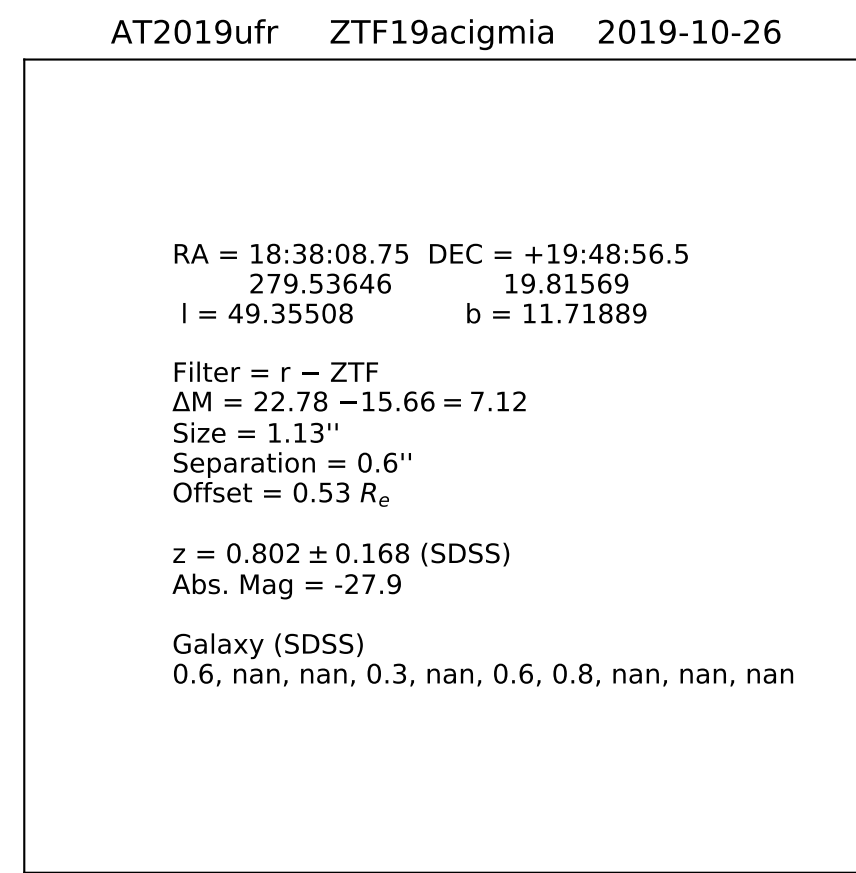 AT2019ufr ZTF19acigmia 2019-10-26
RA = 18:38:08.75 DEC = +19:48:56.5
279.53646 19.81569
l = 49.35508 b = 11.71889
Filter = r − ZTF
ΔM = 22.78 −15.66 = 7.12
Size = 1.13''
Separation = 0.6''
Offset = 0.53 Re
z = 0.802 ± 0.168 (SDSS)
Abs. Mag = -27.9
Galaxy (SDSS)
0.6, nan, nan, 0.3, nan, 0.6, 0.8, nan, nan, nan